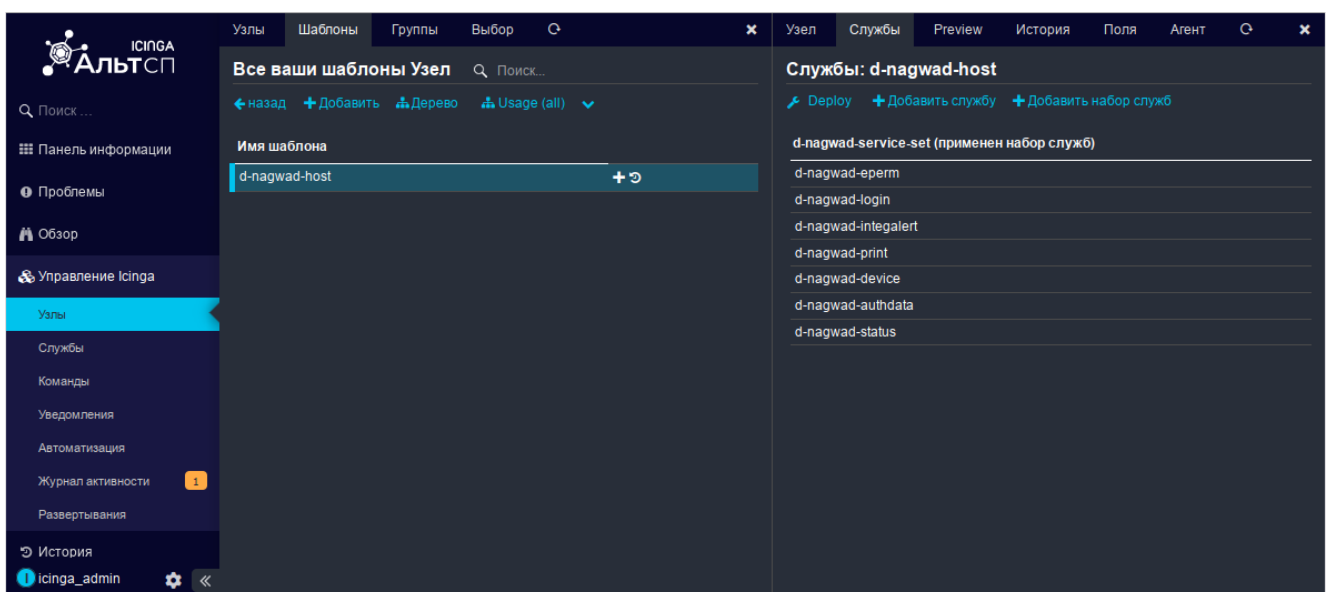 ICINGA
АЛЬТСП
Поиск ...
Панель информации
Проблемы
Обзор
Управление Icinga
Узлы
Службы
Команды
Уведомления
Автоматизация
Журнал активности 1
Развертывания
История
icinga_admin
Узлы Шаблоны Группы Выбор
Все ваши шаблоны Узел Поиск...
назад Добавить Дерево Usage (all)
Имя шаблона
d-nagwad-host
Узел Службы Preview История Поля Агент
Службы: d-nagwad-host
Deploy Добавить службу Добавить набор служб
d-nagwad-service-set (применен набор служб)
d-nagwad-eperm
d-nagwad-login
d-nagwad-integalert
d-nagwad-print
d-nagwad-device
d-nagwad-authdata
d-nagwad-status